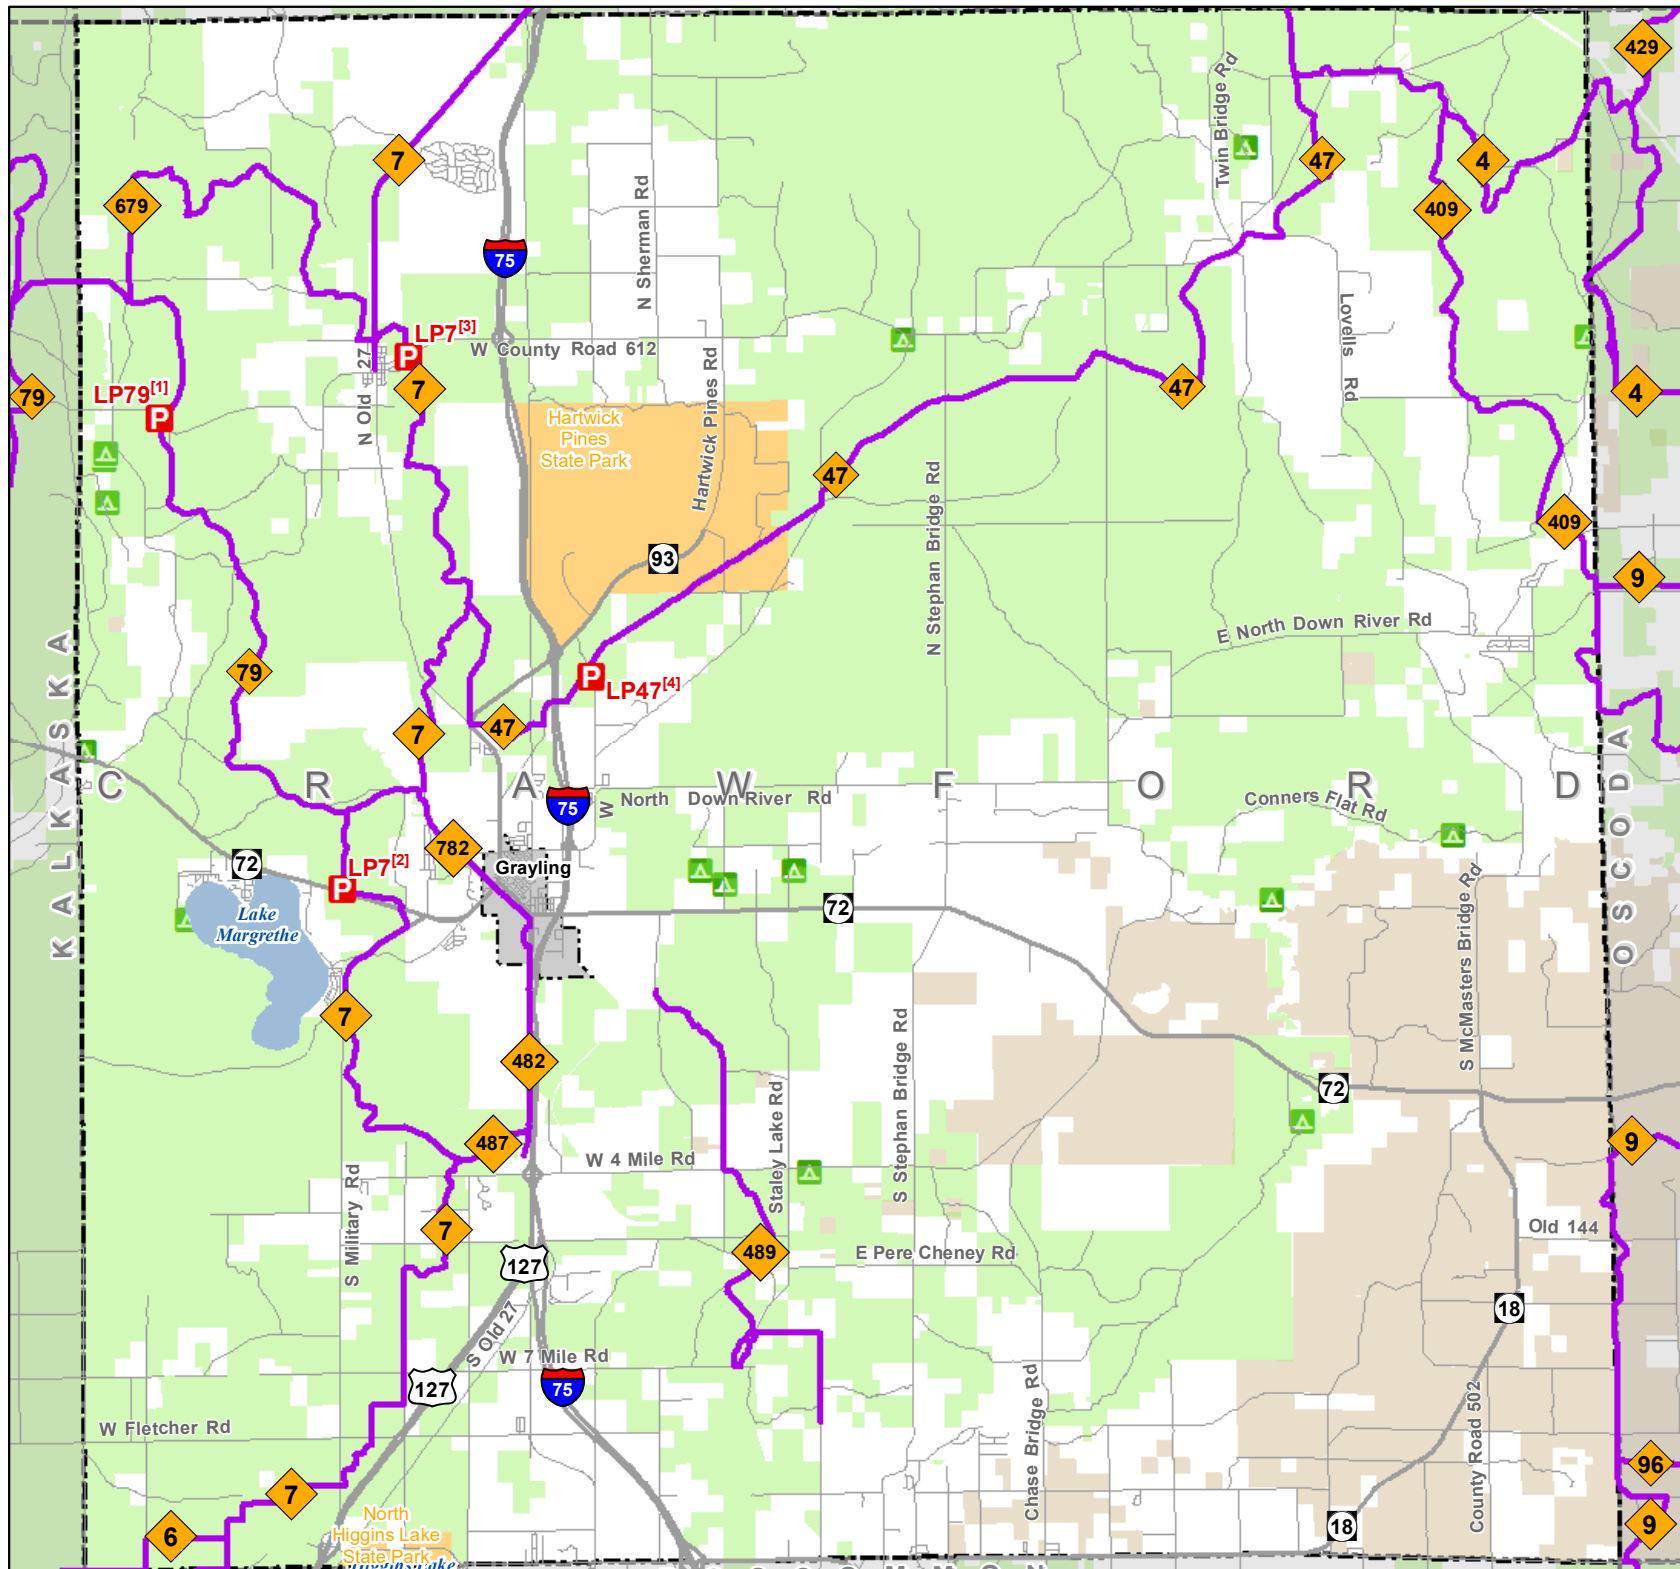 429
Twin Bridge Rd
7
47
4
679
409
N Sherman Rd
75
LP7[3]
P
W County Road 612
Lovells Rd
N Old 27
Hartwick Pines Rd
79
LP79[1]
P
7
47
4
Hartwick
Pines
State Park
47
N Stephan Bridge Rd
409
93
9
E North Down River Rd
KALKASKA
79
P
LP47[4]
7
47
CRAWFORD
OSCODA
75
W North Down River Rd
Conners Flat Rd
782
72
LP7[2]
P
Grayling
72
Lake
Margrethe
S McMasters Bridge Rd
7
482
72
S Stephan Bridge Rd
Staley Lake Rd
487
9
W 4 Mile Rd
S Military Rd
7
489
E Pere Cheney Rd
Old 144
127
18
S Old 27
W 7 Mile Rd
127
75
Chase Bridge Rd
County Road 502
W Fletcher Rd
96
7
North
Higgins Lake
State Park
6
18
9